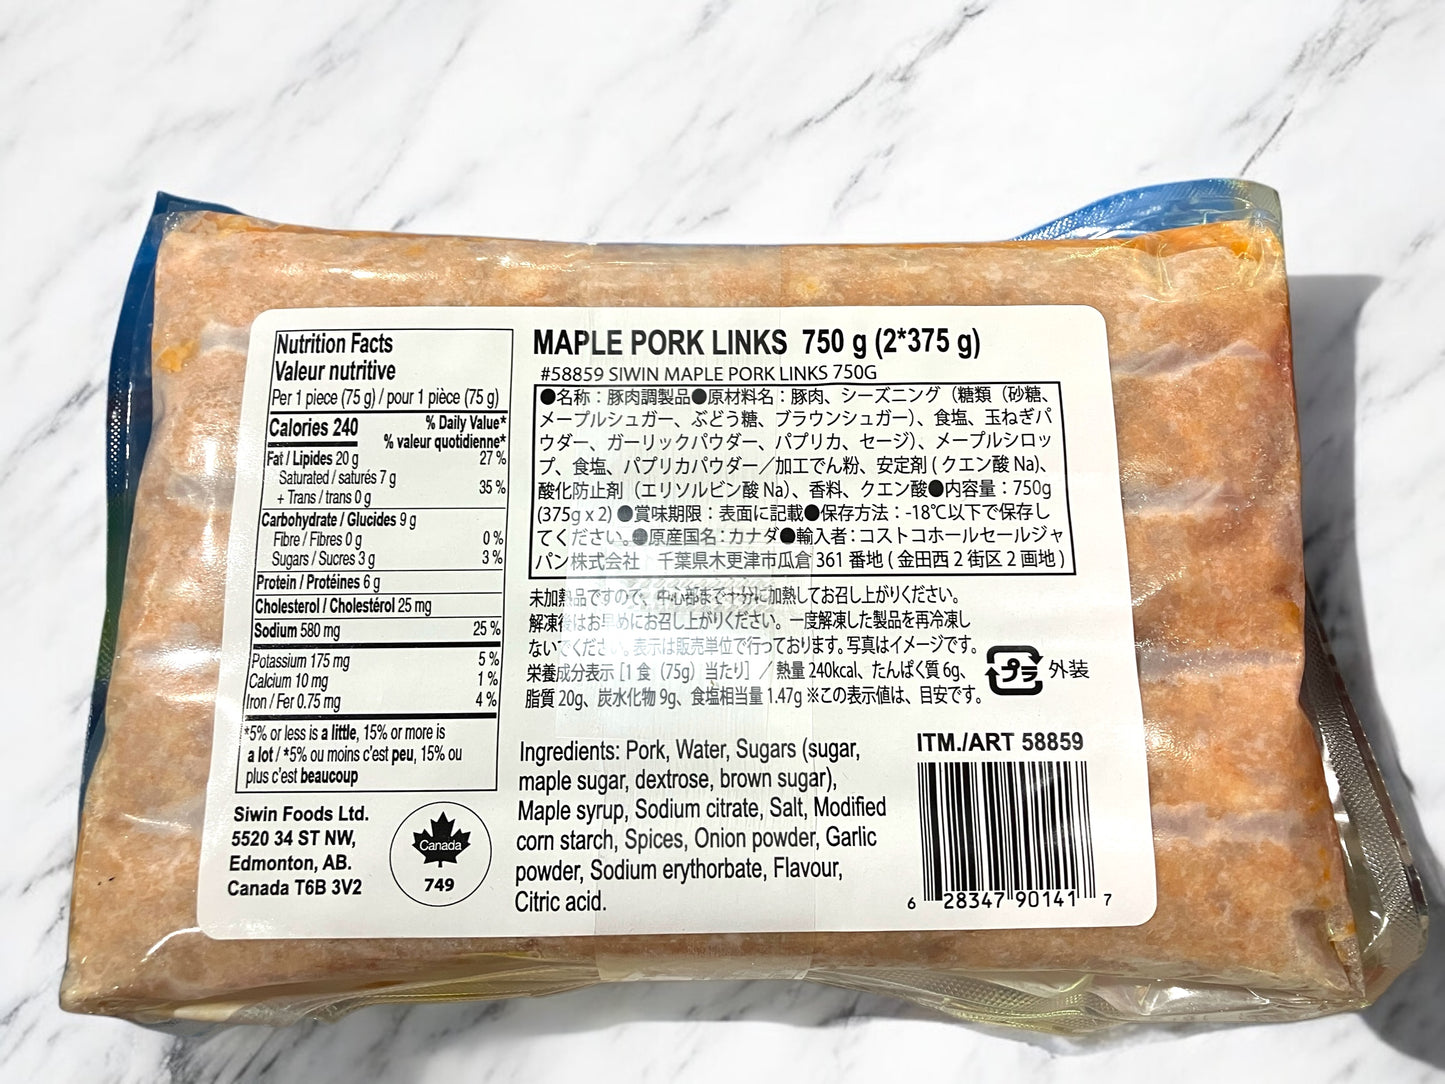 Nutrition Facts
Valeur nutritive
Per 1 piece (75 g) / pour 1 pièce (75 g)
Calories 240
% Daily Value*
% valeur quotidienne*
Fat / Lipides 20 g 27 %
Saturated / saturés 7 g
+ Trans / trans 0 g 35 %
Carbohydrate / Glucides 9 g
Fibre / Fibres 0 g 0 %
Sugars / Sucres 3 g 3 %
Protein / Protéines 6 g
Cholesterol / Cholestérol 25 mg
Sodium 580 mg 25 %
Potassium 175 mg 5 %
Calcium 10 mg 1 %
Iron / Fer 0.75 mg 4 %
*5% or less is a little, 15% or more is
a lot / *5% ou moins c'est peu, 15% ou
plus c'est beaucoup
Siwin Foods Ltd.
5520 34 ST NW,
Edmonton, AB.
Canada T6B 3V2
Canada
749
MAPLE PORK LINKS 750 g (2*375 g)
#58859 SIWIN MAPLE PORK LINKS 750G
●名称：豚肉調製品●原材料名：豚肉、シーズニング（糖類（砂糖、
メープルシュガー、ぶどう糖、ブラウンシュガー）、食塩、玉ねぎパ
ウダー、ガーリックパウダー、パプリカ、セージ）、メープルシロッ
プ、食塩、パプリカパウダー／加工でん粉、安定剤 ( クエン酸 Na)、
酸化防止剤（エリソルビン酸 Na）、香料、クエン酸●内容量：750g
(375g x 2) ●賞味期限：表面に記載●保存方法：-18℃以下で保存し
てください。●原産国名：カナダ●輸入者：コストコホールセールジャ
パン株式会社 千葉県木更津市瓜倉 361 番地 ( 金田西 2 街区 2 画地 )
未加熱品ですので、中心部まで十分に加熱してお召し上がりください。
解凍後はお早めにお召し上がりください。一度解凍した製品を再冷凍し
ないでください。表示は販売単位で行っております。写真はイメージです。
栄養成分表示 [1 食（75g）当たり] ／熱量 240kcal、たんぱく質 6g、
脂質 20g、炭水化物 9g、食塩相当量 1.47g ※この表示値は、目安です。
プラ 外装
Ingredients: Pork, Water, Sugars (sugar,
maple sugar, dextrose, brown sugar),
Maple syrup, Sodium citrate, Salt, Modified
corn starch, Spices, Onion powder, Garlic
powder, Sodium erythorbate, Flavour,
Citric acid.
ITM./ART 58859
6 28347 90141 7